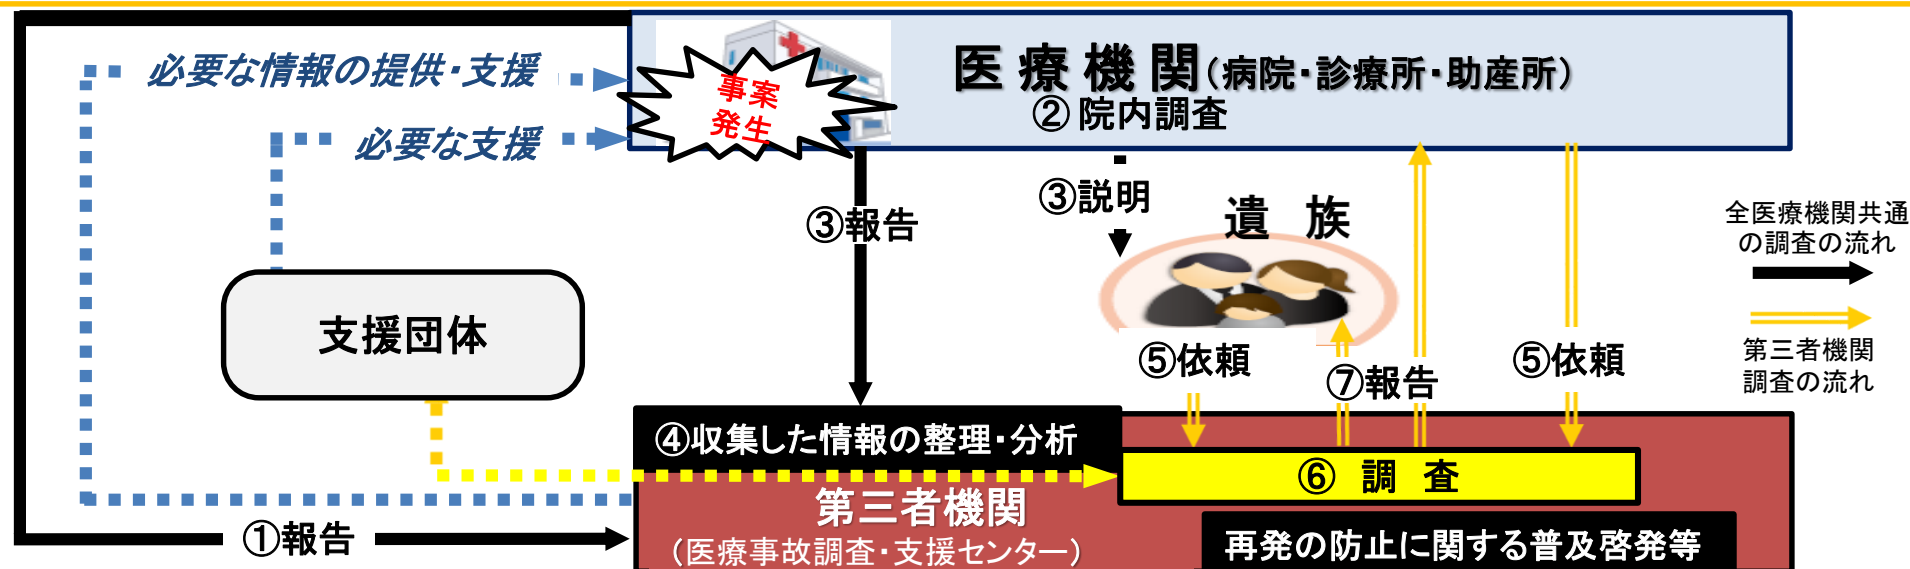 医療機関(病院・診療所・助産所)
②院内調査
事案
発生
必要な情報の提供・支援
必要な支援
③報告
③説明
遺 族
全医療機関共通
の調査の流れ
第三者機関
調査の流れ
支援団体
⑤依頼
⑦報告
⑤依頼
④収集した情報の整理・分析
⑥ 調 査
第三者機関
(医療事故調査・支援センター)
①報告
再発の防止に関する普及啓発等